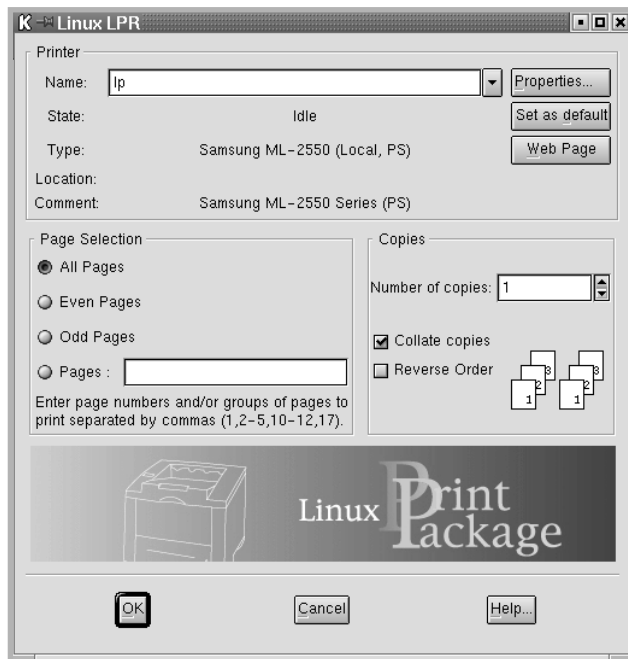 K Linux LPR
Printer
Name: lp Properties...
State: Idle Set as default
Type: Samsung ML-2550 (Local, PS) Web Page
Location:
Comment: Samsung ML-2550 Series (PS)
Page Selection
All Pages
Even Pages
Odd Pages
Pages :
Enter page numbers and/or groups of pages to
print separated by commas (1,2-5,10-12,17).
Copies
Number of copies: 1
Collate copies
Reverse Order
3 3
2 2
1 1
Linux Print
Package
OK Cancel Help...